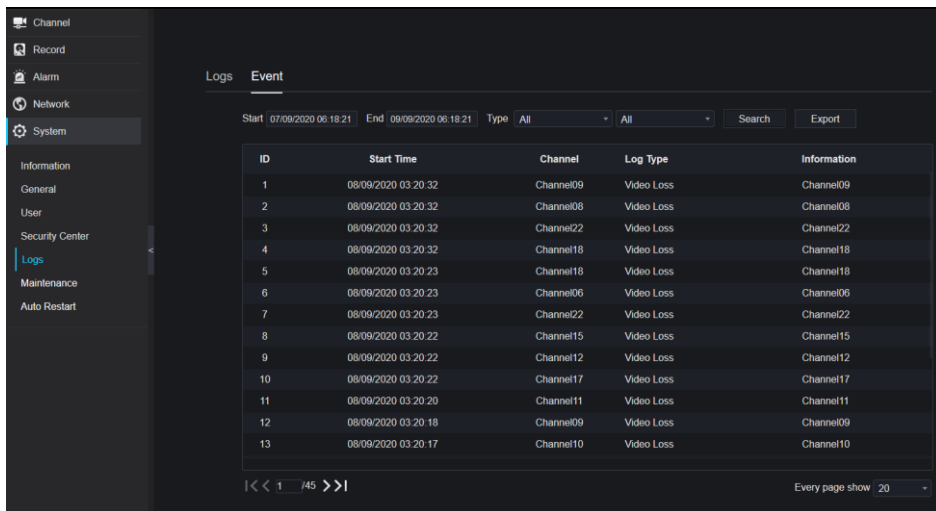 Channel
Record
Alarm
Network
System
Information
General
User
Security Center
Logs
Maintenance
Auto Restart
<
Logs Event
Start 07/09/2020 06:18:21 End 09/09/2020 06:18:21 Type All All Search Export
ID Start Time Channel Log Type Information
1 08/09/2020 03:20:32 Channel09 Video Loss Channel09
2 08/09/2020 03:20:32 Channel08 Video Loss Channel08
3 08/09/2020 03:20:32 Channel22 Video Loss Channel22
4 08/09/2020 03:20:32 Channel18 Video Loss Channel18
5 08/09/2020 03:20:23 Channel18 Video Loss Channel18
6 08/09/2020 03:20:23 Channel06 Video Loss Channel06
7 08/09/2020 03:20:23 Channel22 Video Loss Channel22
8 08/09/2020 03:20:22 Channel15 Video Loss Channel15
9 08/09/2020 03:20:22 Channel12 Video Loss Channel12
10 08/09/2020 03:20:22 Channel17 Video Loss Channel17
11 08/09/2020 03:20:20 Channel11 Video Loss Channel11
12 08/09/2020 03:20:18 Channel09 Video Loss Channel09
13 08/09/2020 03:20:17 Channel10 Video Loss Channel10
1 /45
Every page show 20